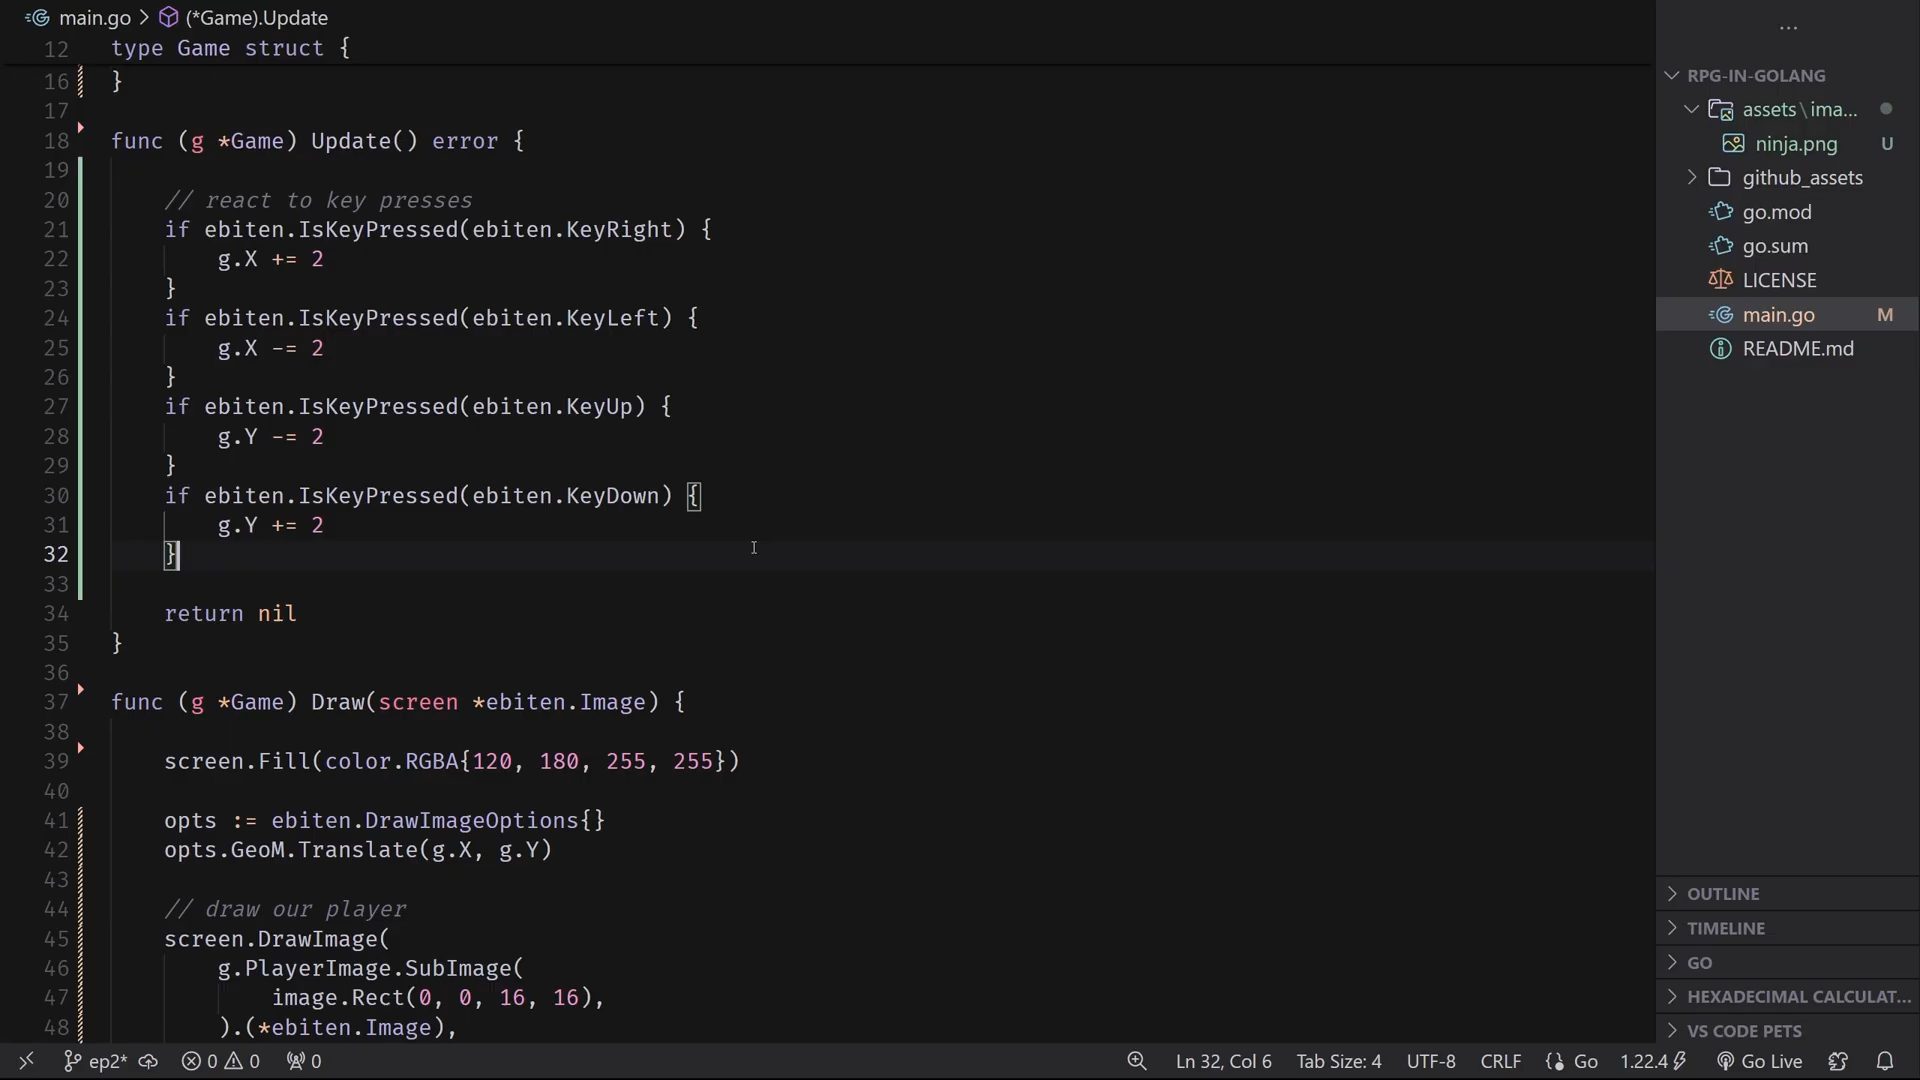 main.go > (*Game).Update
12 type Game struct {
16 }
17
18 func (g *Game) Update() error {
19
20     // react to key presses
21     if ebiten.IsKeyPressed(ebiten.KeyRight) {
22         g.X += 2
23     }
24     if ebiten.IsKeyPressed(ebiten.KeyLeft) {
25         g.X -= 2
26     }
27     if ebiten.IsKeyPressed(ebiten.KeyUp) {
28         g.Y -= 2
29     }
30     if ebiten.IsKeyPressed(ebiten.KeyDown) {
31         g.Y += 2
32     }
33
34     return nil
35 }
36
37 func (g *Game) Draw(screen *ebiten.Image) {
38
39     screen.Fill(color.RGBA{120, 180, 255, 255})
40
41     opts := ebiten.DrawImageOptions{}
42     opts.GeoM.Translate(g.X, g.Y)
43
44     // draw our player
45     screen.DrawImage(
46         g.PlayerImage.SubImage(
47             image.Rect(0, 0, 16, 16),
48         ).(*ebiten.Image),
...
RPG-IN-GOLANG
assets\ima...
ninja.png U
github_assets
go.mod
go.sum
LICENSE
main.go M
README.md
OUTLINE
TIMELINE
GO
HEXADECIMAL CALCULAT...
VS CODE PETS
ep2* 0 0 0 Ln 32, Col 6 Tab Size: 4 UTF-8 CRLF Go 1.22.4 Go Live